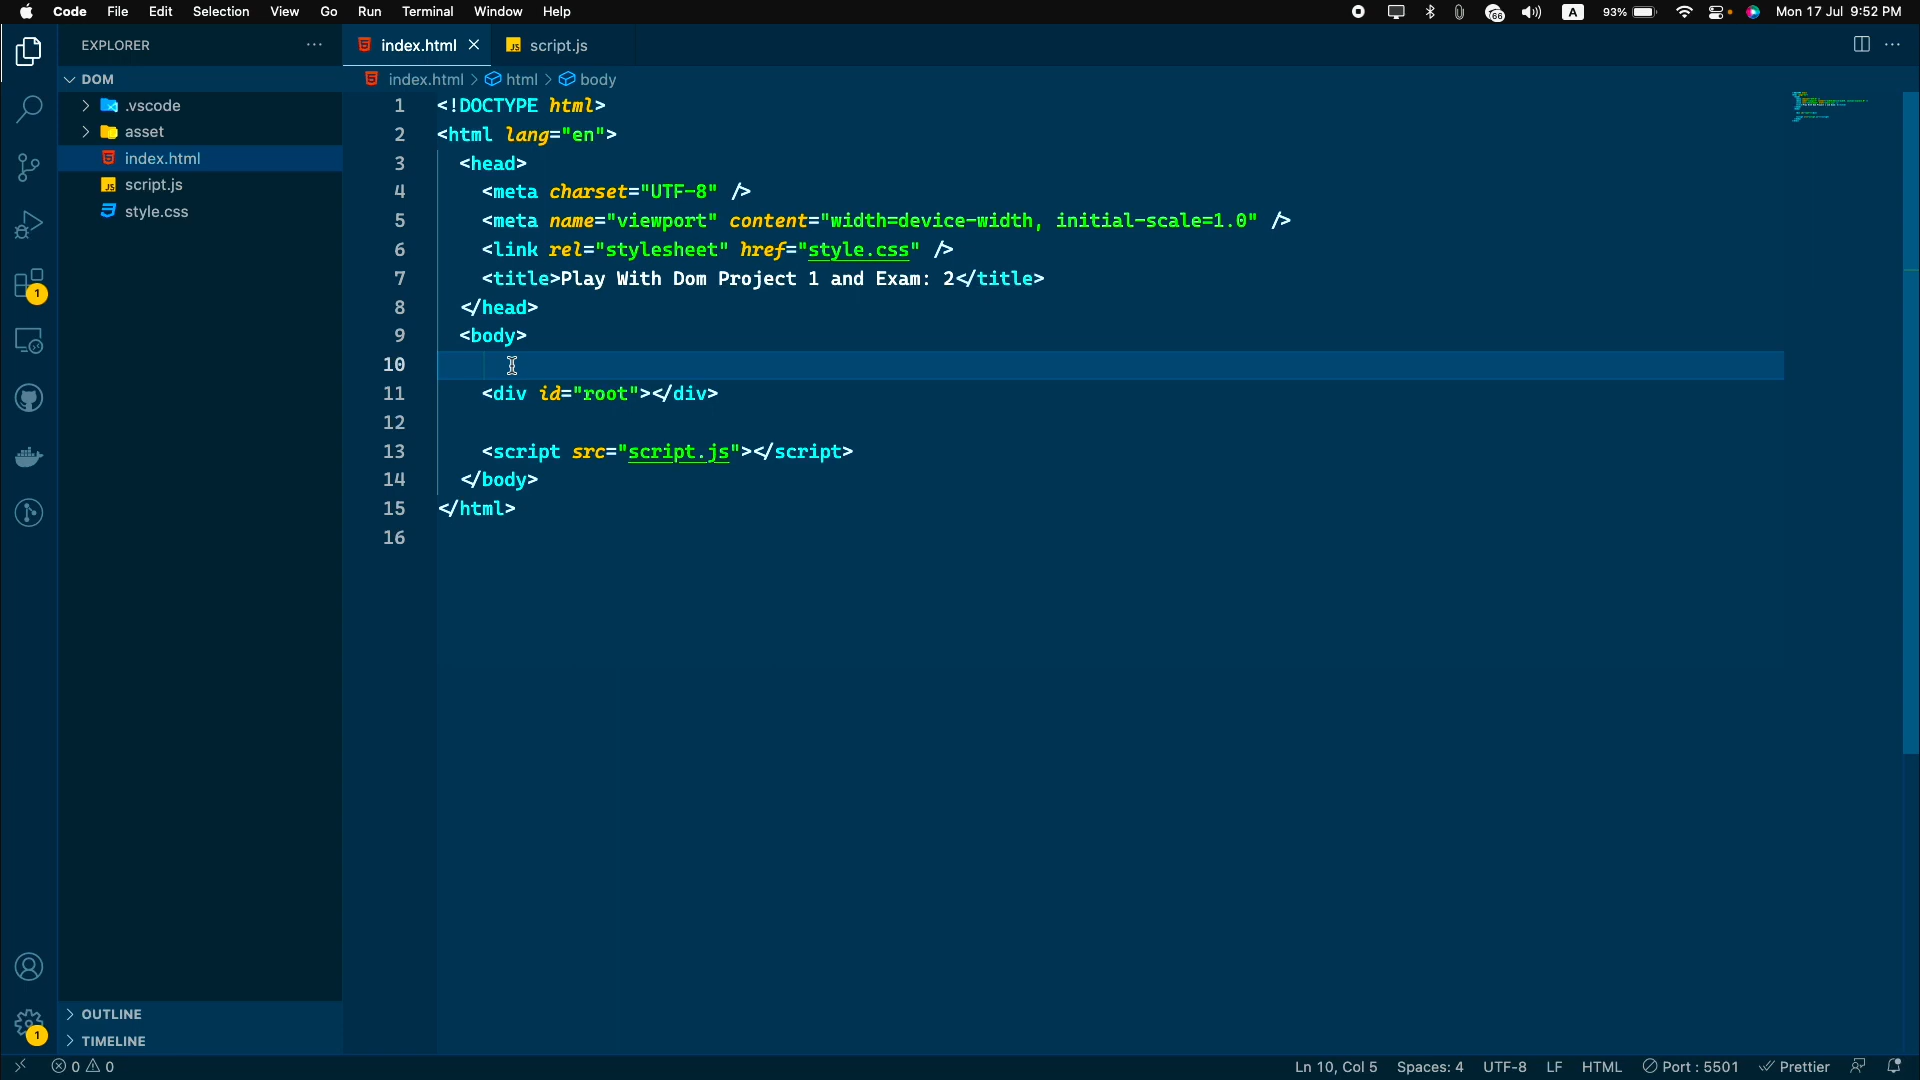 Code File Edit Selection View Go Run Terminal Window Help 66 A 93% Mon 17 Jul 9:52 PM
EXPLORER ··· index.html script.js ···
DOM
index.html > html > body
.vscode
asset
index.html
script.js
style.css
1 <!DOCTYPE html>
2 <html lang="en">
3 <head>
4 <meta charset="UTF-8" />
5 <meta name="viewport" content="width=device-width, initial-scale=1.0" />
6 <link rel="stylesheet" href="style.css" />
7 <title>Play With Dom Project 1 and Exam: 2</title>
8 </head>
9 <body>
10
11 <div id="root"></div>
12
13 <script src="script.js"></script>
14 </body>
15 </html>
16
1
OUTLINE
1
TIMELINE
0 0 Ln 10, Col 5 Spaces: 4 UTF-8 LF HTML Port : 5501 Prettier